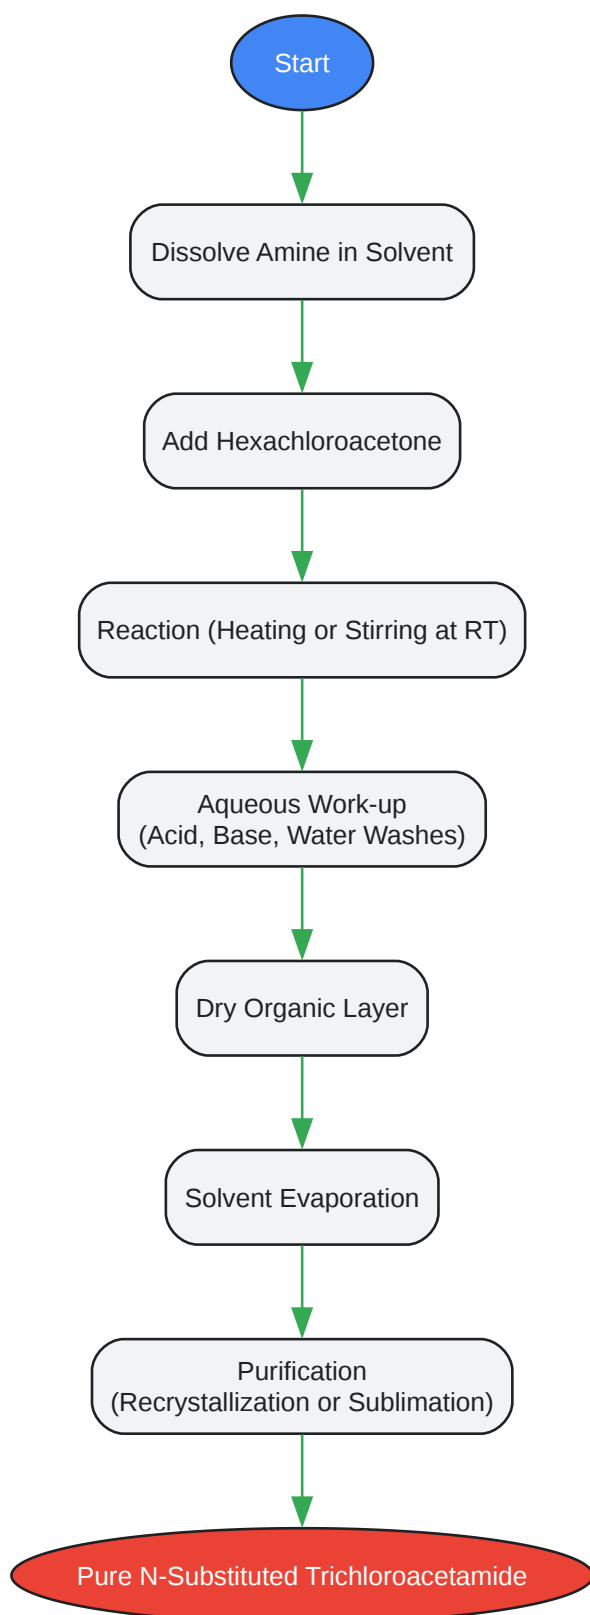 Start
Dissolve Amine in Solvent
Add Hexachloroacetone
Reaction (Heating or Stirring at RT)
Aqueous Work-up
(Acid, Base, Water Washes)
Dry Organic Layer
Solvent Evaporation
Purification
(Recrystallization or Sublimation)
Pure N-Substituted Trichloroacetamide